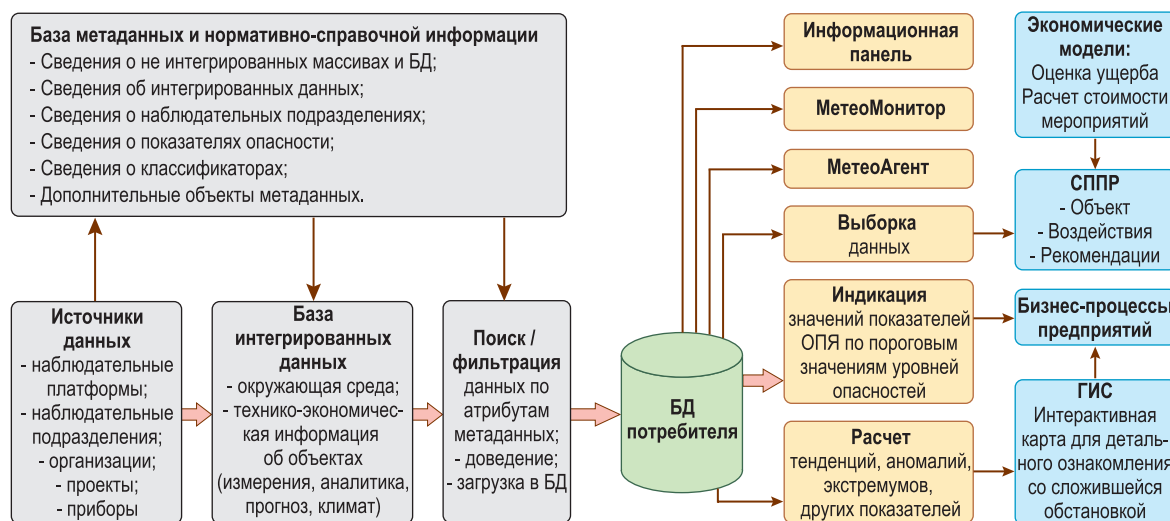 База метаданных и нормативно-справочной информации
- Сведения о не интегрированных массивах и БД;
- Сведения об интегрированных данных;
- Сведения о наблюдательных подразделениях;
- Сведения о показателях опасности;
- Сведения о классификаторах;
- Дополнительные объекты метаданных.
Источники
данных
- наблюдательные
платформы;
- наблюдательные
подразделения;
- организации;
- проекты;
- приборы
База
интегрированных
данных
- окружающая среда;
- технико-экономичес-
кая информация
об объектах
(измерения, аналитика,
прогноз, климат)
Поиск /
фильтрация
данных по
атрибутам
метаданных;
- доведение;
- загрузка в БД
БД
потребителя
Информационная
панель
МетеоМонитор
МетеоАгент
Выборка
данных
Индикация
значений показателей
ОПЯ по пороговым
значениям уровней
опасностей
Расчет
тенденций, аномалий,
экстремумов,
других показателей
Экономические
модели:
Оценка ущерба
Расчет стоимости
мероприятий
СППР
- Объект
- Воздействия
- Рекомендации
Бизнес-процессы
предприятий
ГИС
Интерактивная
карта для деталь-
ного ознакомления
со сложившейся
обстановкой